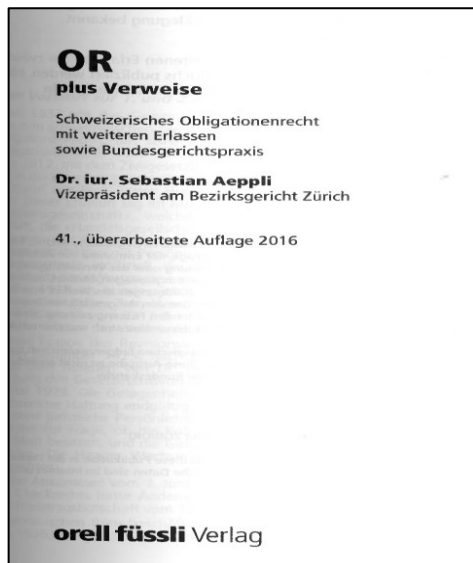 OR
plus Verweise
Schweizerisches Obligationenrecht
mit weiteren Erlassen
sowie Bundesgerichtspraxis
Dr. iur. Sebastian Aeppli
Vizepräsident am Bezirksgericht Zürich
41., überarbeitete Auflage 2016
orell füssli Verlag